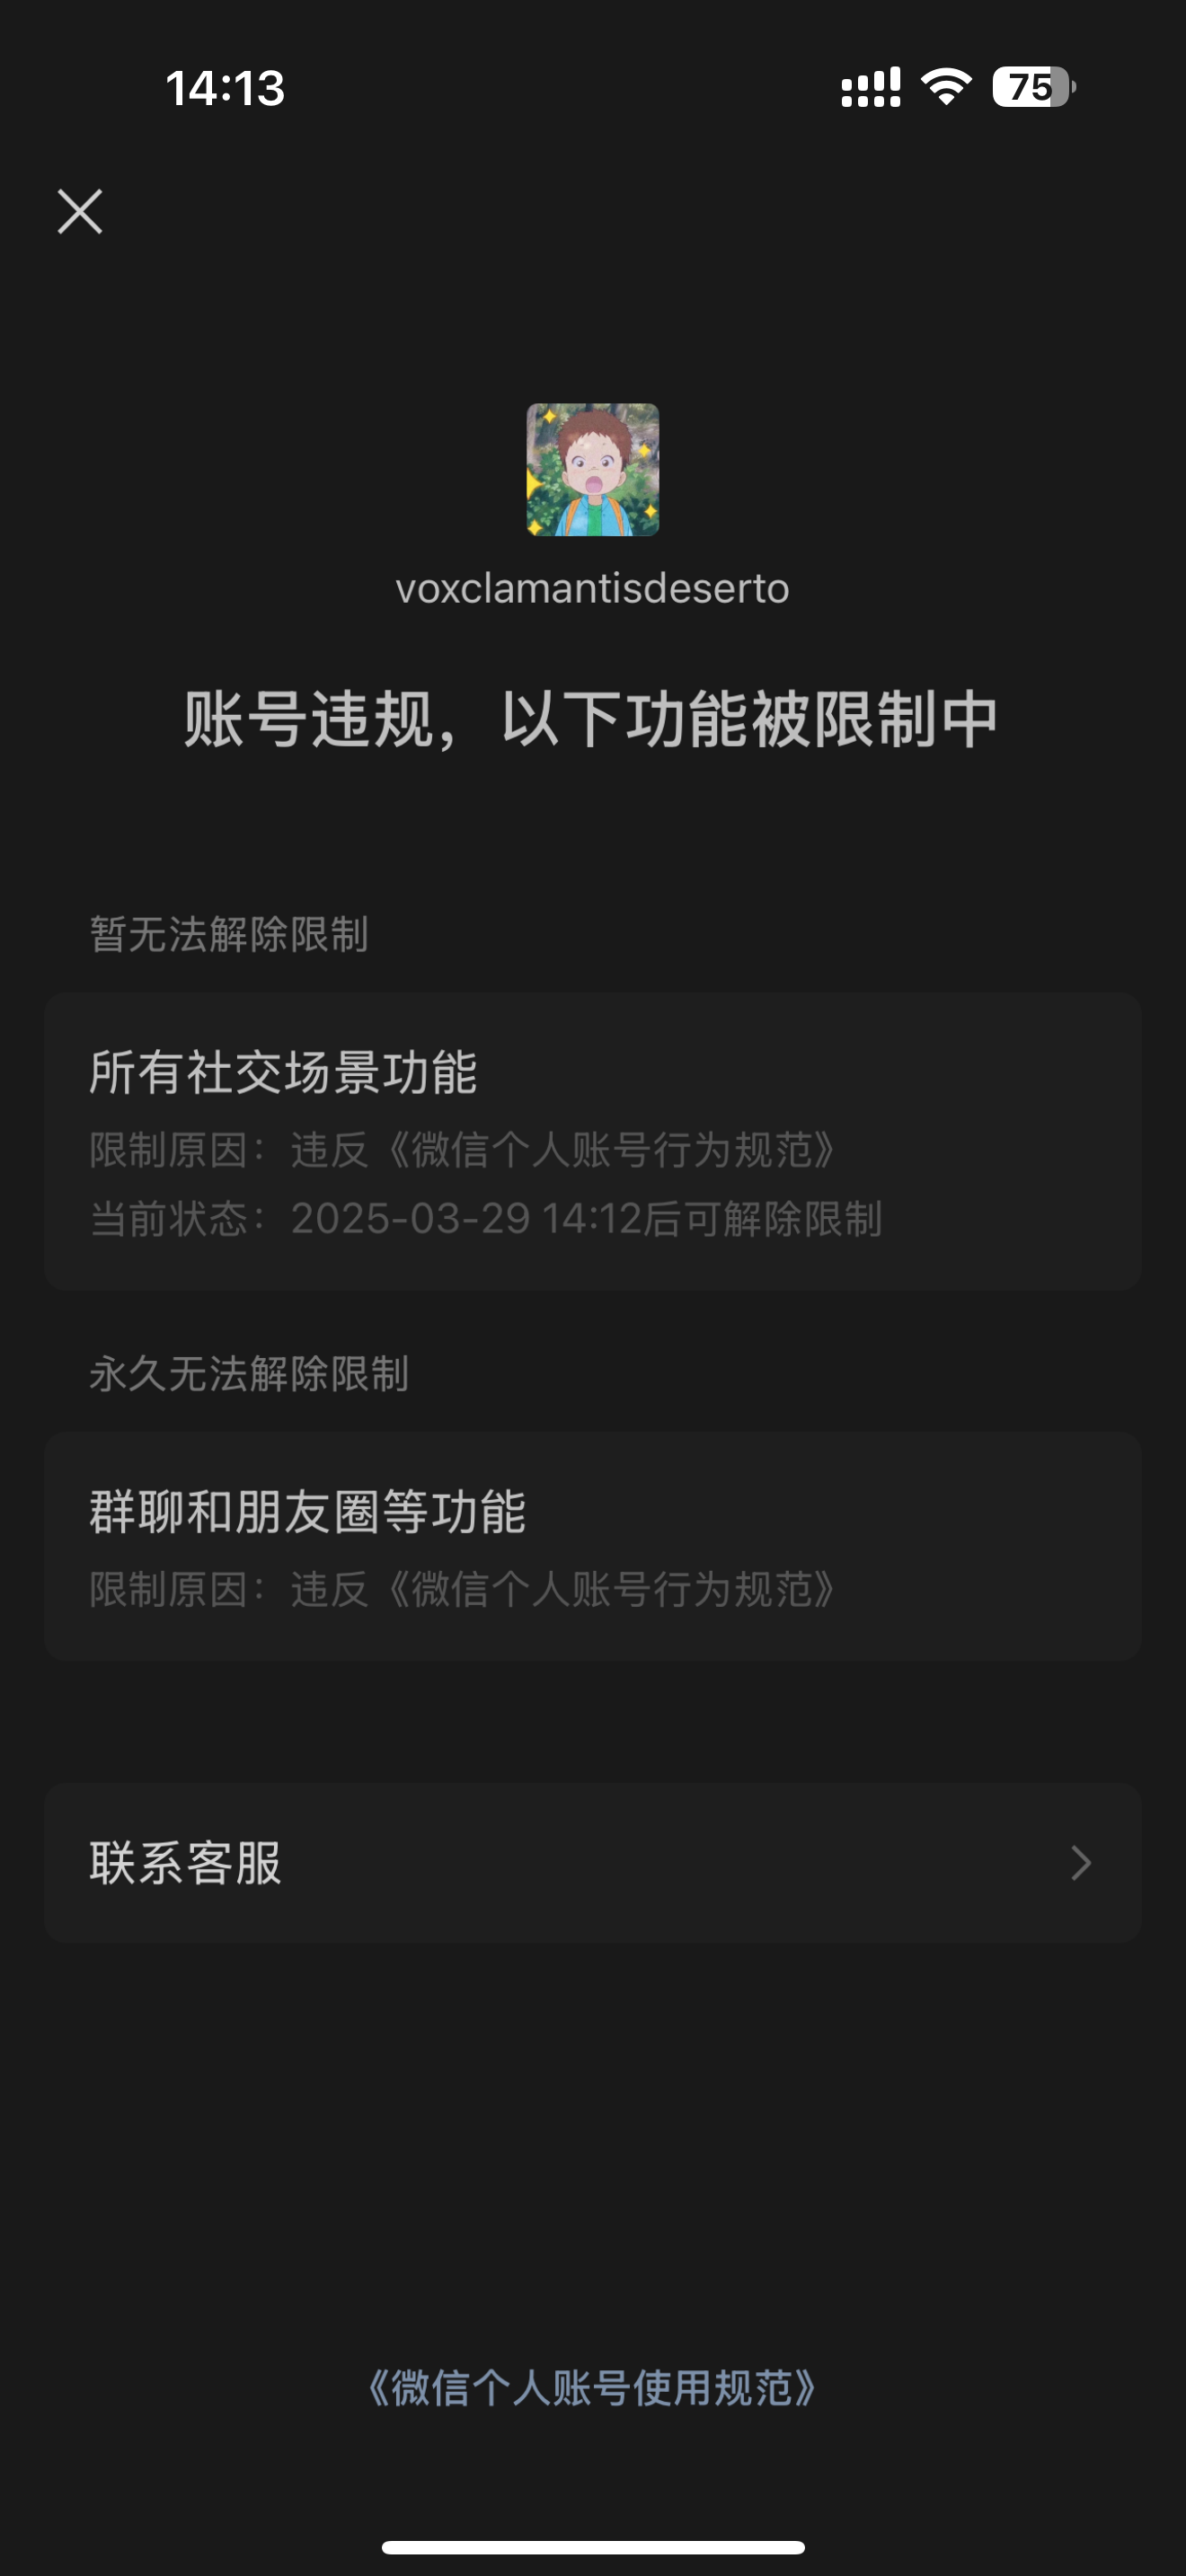 14:13
75
voxclamantisdeserto
账号违规，以下功能被限制中
暂无法解除限制
所有社交场景功能
限制原因：违反《微信个人账号行为规范》
当前状态：2025-03-29 14:12后可解除限制
永久无法解除限制
群聊和朋友圈等功能
限制原因：违反《微信个人账号行为规范》
联系客服
《微信个人账号使用规范》